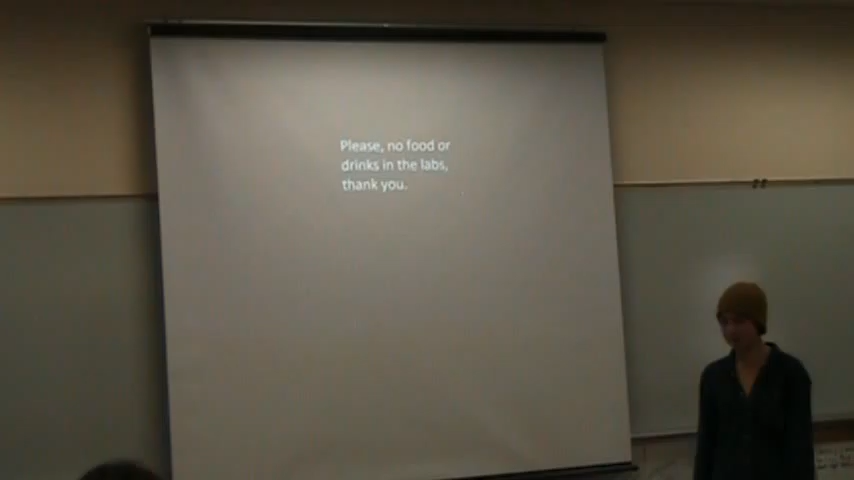 Please, no food or
drinks in the labs,
thank you.